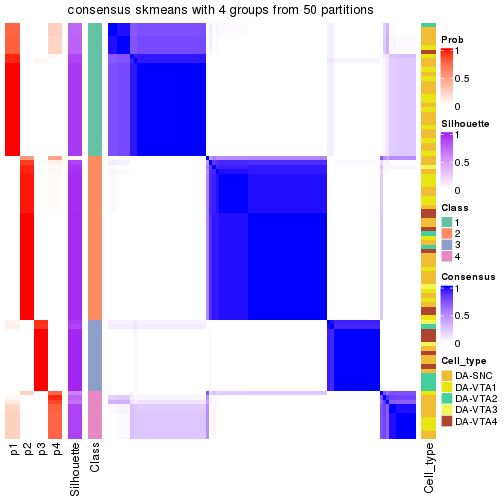 consensus skmeans with 4 groups from 50 partitions
Prob
1
0.5
0
Silhouette
1
0.5
0
Class
1
2
3
4
Consensus
1
0.5
0
Cell_type
DA-SNC
DA-VTA1
DA-VTA2
DA-VTA3
DA-VTA4
p1
p2
p3
p4
Silhouette
Class
Cell_type